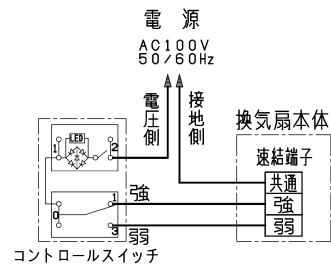 電源
AC100V
50/60Hz
電圧側
接地側
換気扇本体
速結端子
共通
強
弱
LED
1
2
強
0
1
3
弱
コントロールスイッチ